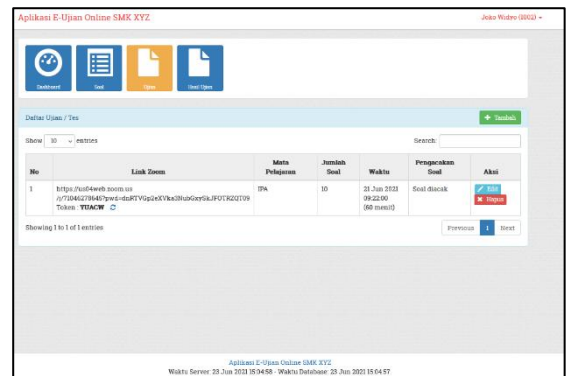 Aplikasi E-Ujian Online SMK XYZ
Joko Widyo (1002)
Dashboard Soal Ujian Hasil Ujian
Daftar Ujian / Tes
Tambah
Show 10 entries
Search:
No Link Zoom Mata Pelajaran Jumlah Soal Waktu Pengacakan Soal Aksi
1 https://us04web.zoom.us IPA 10 21 Jun 2021 Soal diacak Edit
09:22:00 Hapus
Token : YUACW (60 menit)
Showing 1 to 1 of 1 entries
Previous 1 Next
Aplikasi E-Ujian Online SMK XYZ
Waktu Server: 23 Jun 2021 15:04:58 - Waktu Database: 23 Jun 2021 15:04:57